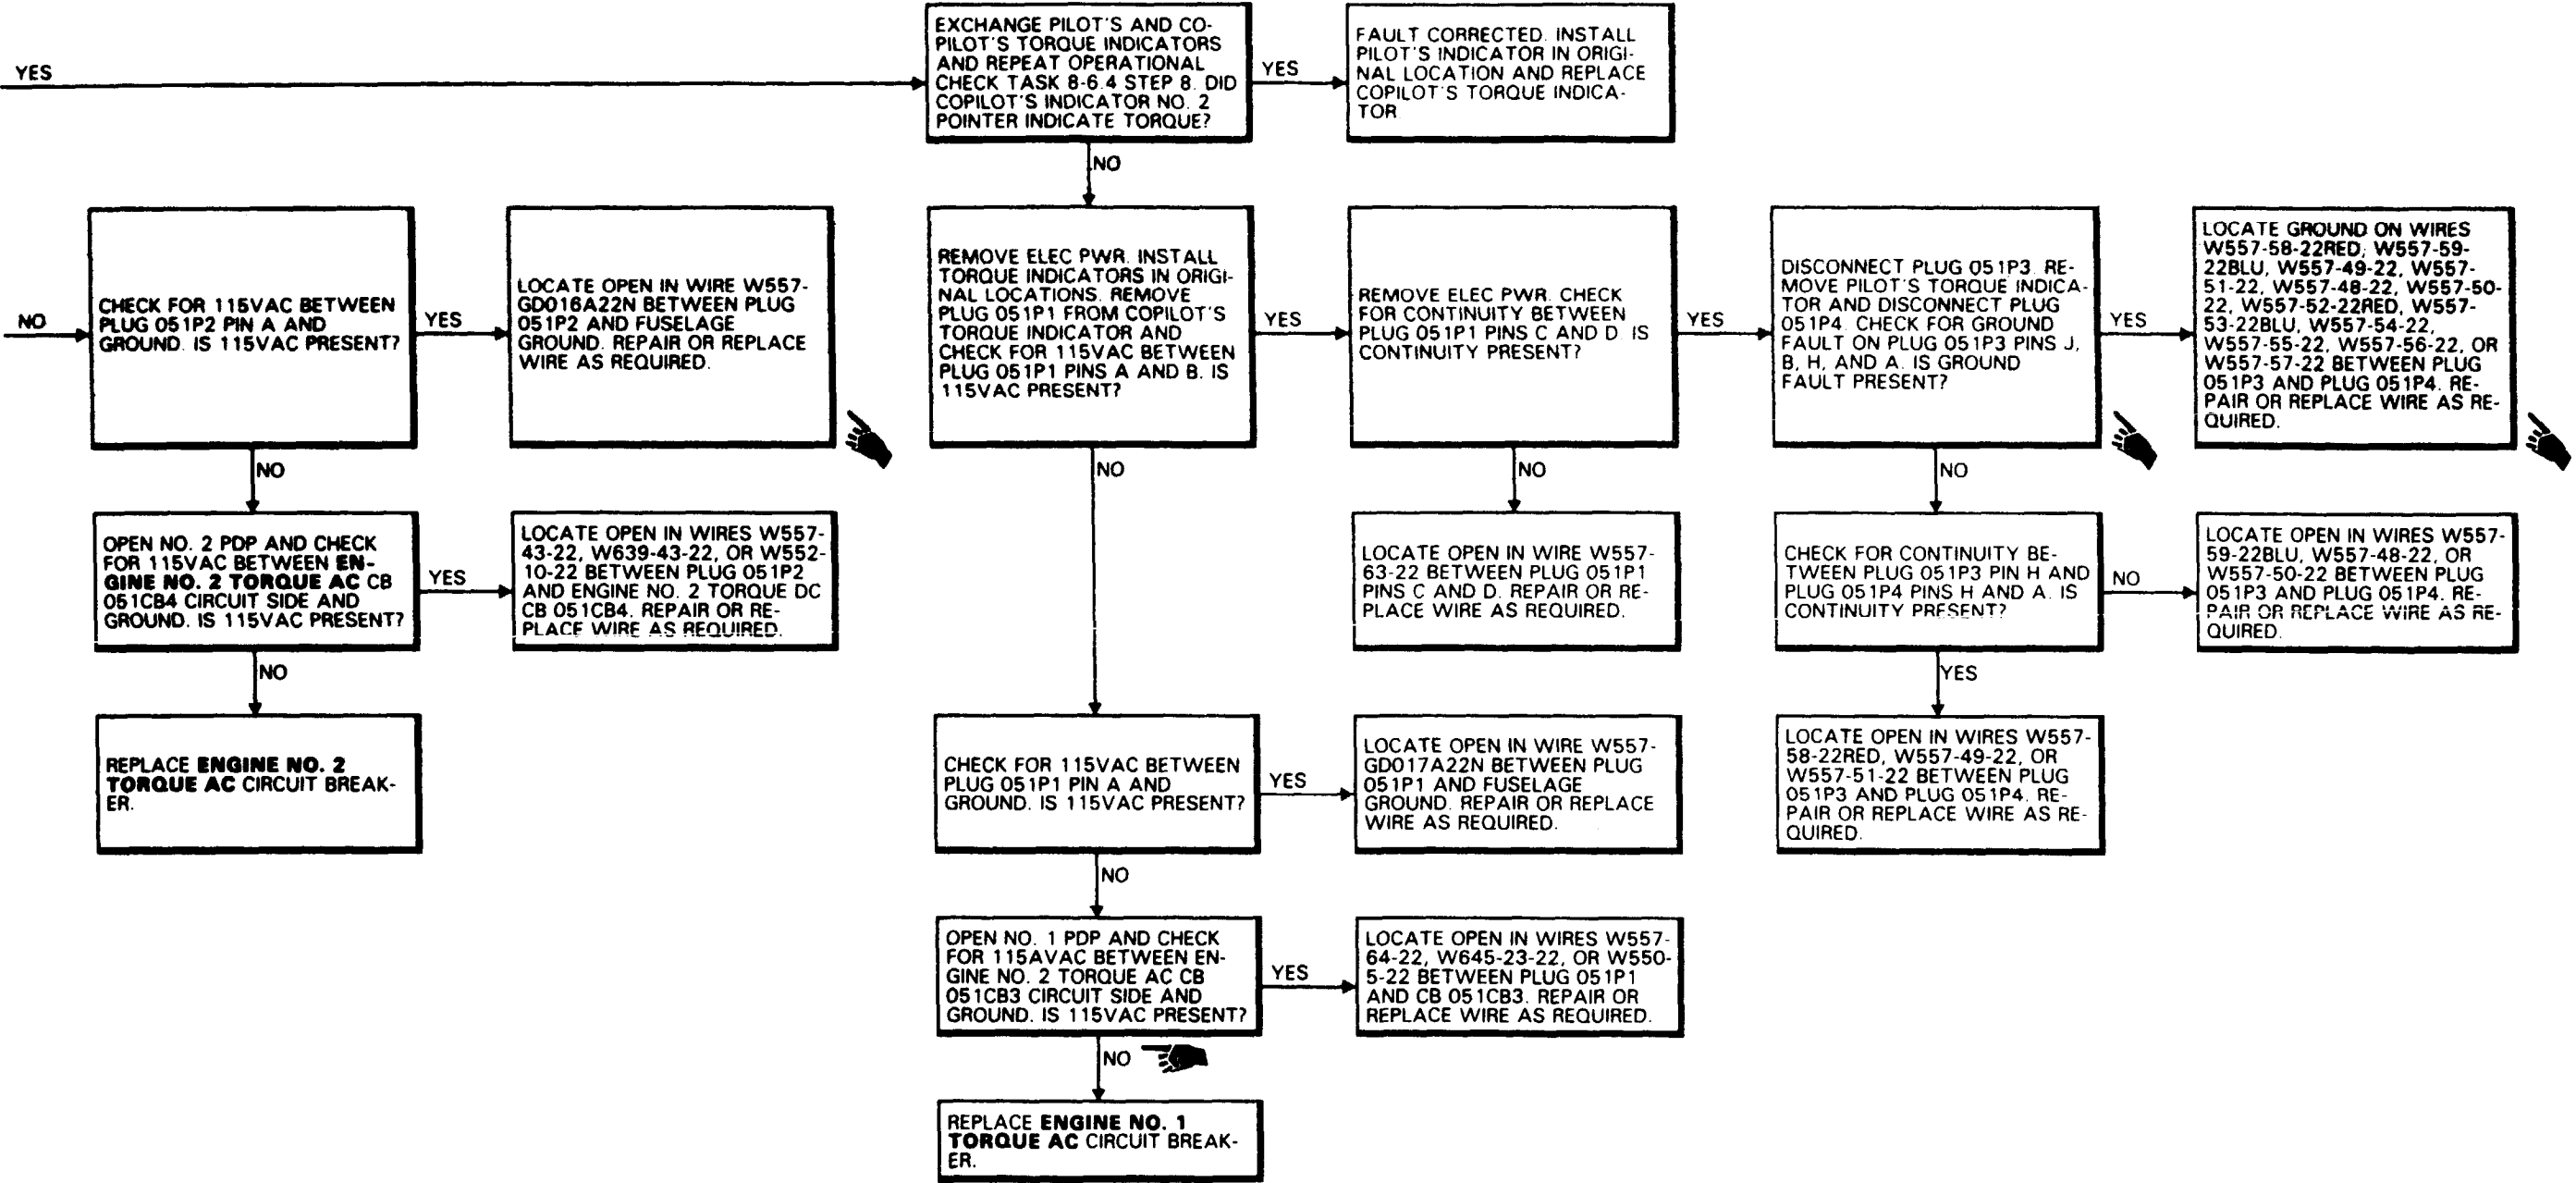 YES
EXCHANGE PILOT'S AND CO-
PILOT'S TORQUE INDICATORS
AND REPEAT OPERATIONAL
CHECK TASK 8-6.4 STEP 8. DID
COPILOT'S INDICATOR NO. 2
POINTER INDICATE TORQUE?
YES
FAULT CORRECTED. INSTALL
PILOT'S INDICATOR IN ORIGI-
NAL LOCATION AND REPLACE
COPILOT'S TORQUE INDICA-
TOR
NO
NO
CHECK FOR 115VAC BETWEEN
PLUG 051P2 PIN A AND
GROUND. IS 115VAC PRESENT?
YES
LOCATE OPEN IN WIRE W557-
GD016A22N BETWEEN PLUG
051P2 AND FUSELAGE
GROUND. REPAIR OR REPLACE
WIRE AS REQUIRED.
REMOVE ELEC PWR. INSTALL
TORQUE INDICATORS IN ORIGI-
NAL LOCATIONS. REMOVE
PLUG 051P1 FROM COPILOT'S
TORQUE INDICATOR AND
CHECK FOR 115VAC BETWEEN
PLUG 051P1 PINS A AND B. IS
115VAC PRESENT?
YES
REMOVE ELEC PWR. CHECK
FOR CONTINUITY BETWEEN
PLUG 051P1 PINS C AND D. IS
CONTINUITY PRESENT?
YES
DISCONNECT PLUG 051P3. RE-
MOVE PILOT'S TORQUE INDICA-
TOR AND DISCONNECT PLUG
051P4. CHECK FOR GROUND
FAULT ON PLUG 051P3 PINS J,
B, H, AND A. IS GROUND
FAULT PRESENT?
YES
LOCATE GROUND ON WIRES
W557-58-22RED, W557-59-
22BLU, W557-49-22, W557-
51-22, W557-48-22, W557-50-
22, W557-52-22RED, W557-
53-22BLU, W557-54-22,
W557-55-22, W557-56-22, OR
W557-57-22 BETWEEN PLUG
051P3 AND PLUG 051P4. RE-
PAIR OR REPLACE WIRE AS RE-
QUIRED.
NO
NO
NO
NO
OPEN NO. 2 PDP AND CHECK
FOR 115VAC BETWEEN EN-
GINE NO. 2 TORQUE AC CB
051CB4 CIRCUIT SIDE AND
GROUND. IS 115VAC PRESENT?
YES
LOCATE OPEN IN WIRES W557-
43-22, W639-43-22, OR W552-
10-22 BETWEEN PLUG 051P2
AND ENGINE NO. 2 TORQUE DC
CB 051CB4. REPAIR OR RE-
PLACE WIRE AS REQUIRED.
LOCATE OPEN IN WIRE W557-
63-22 BETWEEN PLUG 051P1
PINS C AND D. REPAIR OR RE-
PLACE WIRE AS REQUIRED.
CHECK FOR CONTINUITY BE-
TWEEN PLUG 051P3 PIN H AND
PLUG 051P4 PINS H AND A. IS
CONTINUITY PRESENT?
NO
LOCATE OPEN IN WIRES W557-
59-22BLU, W557-48-22, OR
W557-50-22 BETWEEN PLUG
051P3 AND PLUG 051P4. RE-
PAIR OR REPLACE WIRE AS RE-
QUIRED.
NO
YES
REPLACE ENGINE NO. 2
TORQUE AC CIRCUIT BREAK-
ER.
CHECK FOR 115VAC BETWEEN
PLUG 051P1 PIN A AND
GROUND. IS 115VAC PRESENT?
YES
LOCATE OPEN IN WIRE W557-
GD017A22N BETWEEN PLUG
051P1 AND FUSELAGE
GROUND. REPAIR OR REPLACE
WIRE AS REQUIRED.
LOCATE OPEN IN WIRES W557-
58-22RED, W557-49-22, OR
W557-51-22 BETWEEN PLUG
051P3 AND PLUG 051P4. RE-
PAIR OR REPLACE WIRE AS RE-
QUIRED.
NO
OPEN NO. 1 PDP AND CHECK
FOR 115AVAC BETWEEN EN-
GINE NO. 2 TORQUE AC CB
051CB3 CIRCUIT SIDE AND
GROUND. IS 115VAC PRESENT?
YES
LOCATE OPEN IN WIRES W557-
64-22, W645-23-22, OR W550-
5-22 BETWEEN PLUG 051P1
AND CB 051CB3. REPAIR OR
REPLACE WIRE AS REQUIRED.
NO
REPLACE ENGINE NO. 1
TORQUE AC CIRCUIT BREAK-
ER.